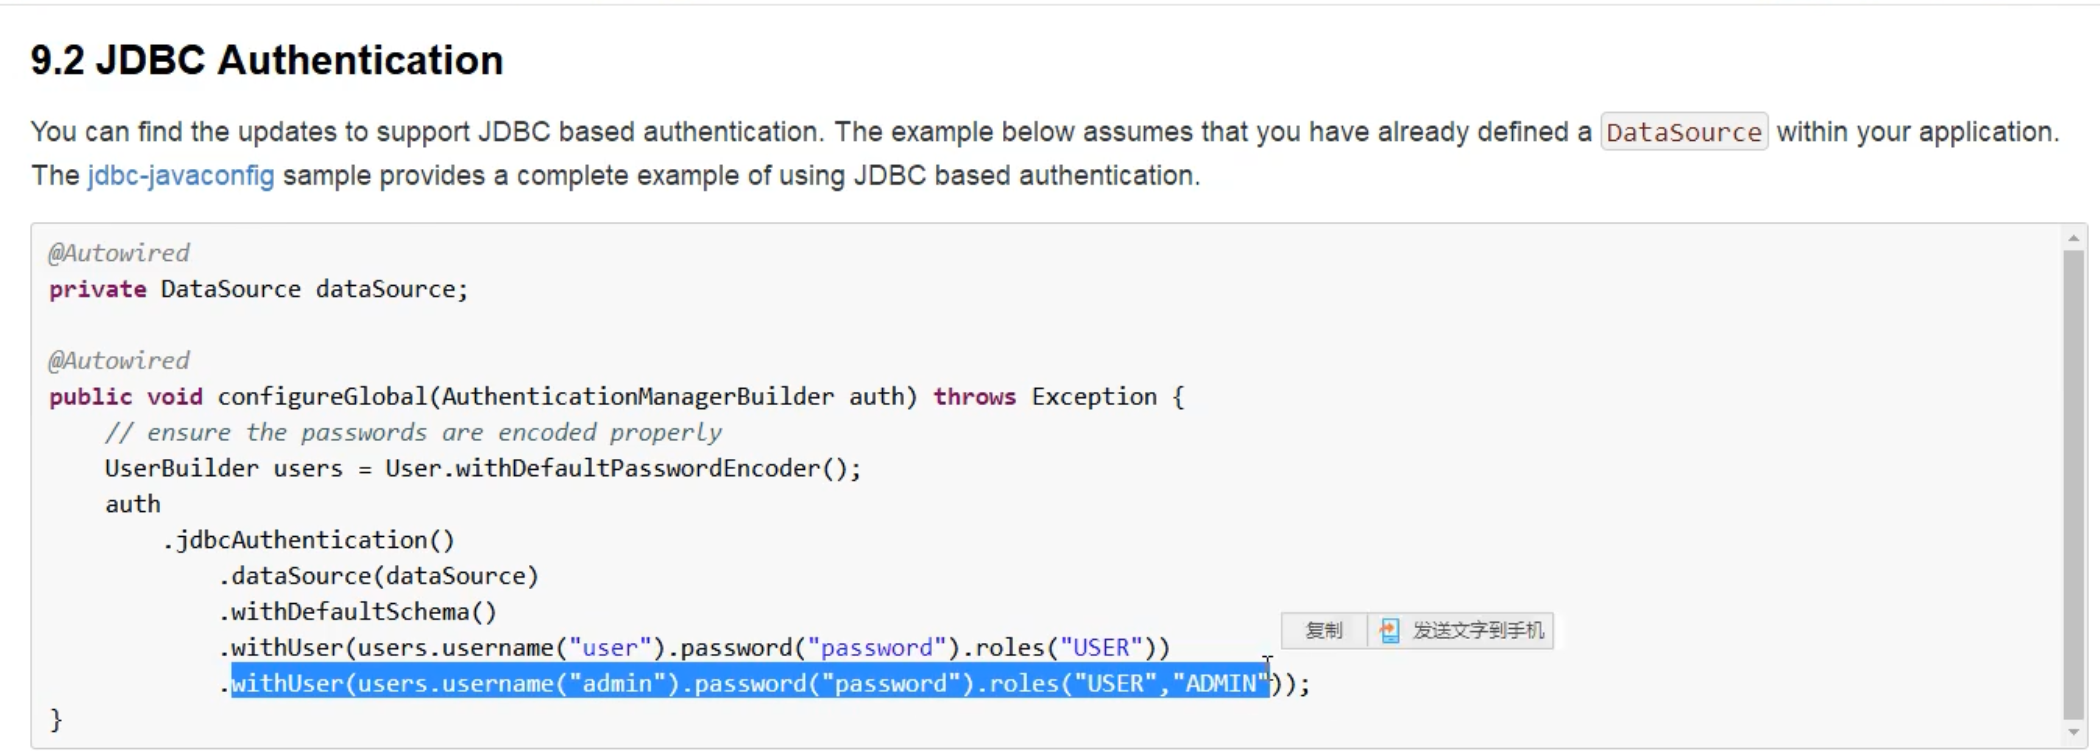 9.2 JDBC Authentication
You can find the updates to support JDBC based authentication. The example below assumes that you have already defined a DataSource within your application.
The jdbc-javaconfig sample provides a complete example of using JDBC based authentication.
@Autowired
private DataSource dataSource;
@Autowired
public void configureGlobal(AuthenticationManagerBuilder auth) throws Exception {
// ensure the passwords are encoded properly
UserBuilder users = User.withDefaultPasswordEncoder();
auth
.jdbcAuthentication()
.dataSource(dataSource)
.withDefaultSchema()
复制 发送文字到手机
.withUser(users.username("user").password("password").roles("USER"))
.withUser(users.username("admin").password("password").roles("USER","ADMIN"));
}